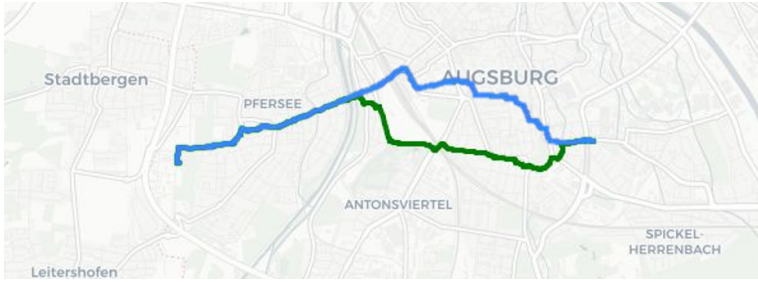 Stadtbergen
AUGSBURG
PFERSEE
ANTONSVIERTEL
SPICKEL-
HERRENBACH
Leitershofen